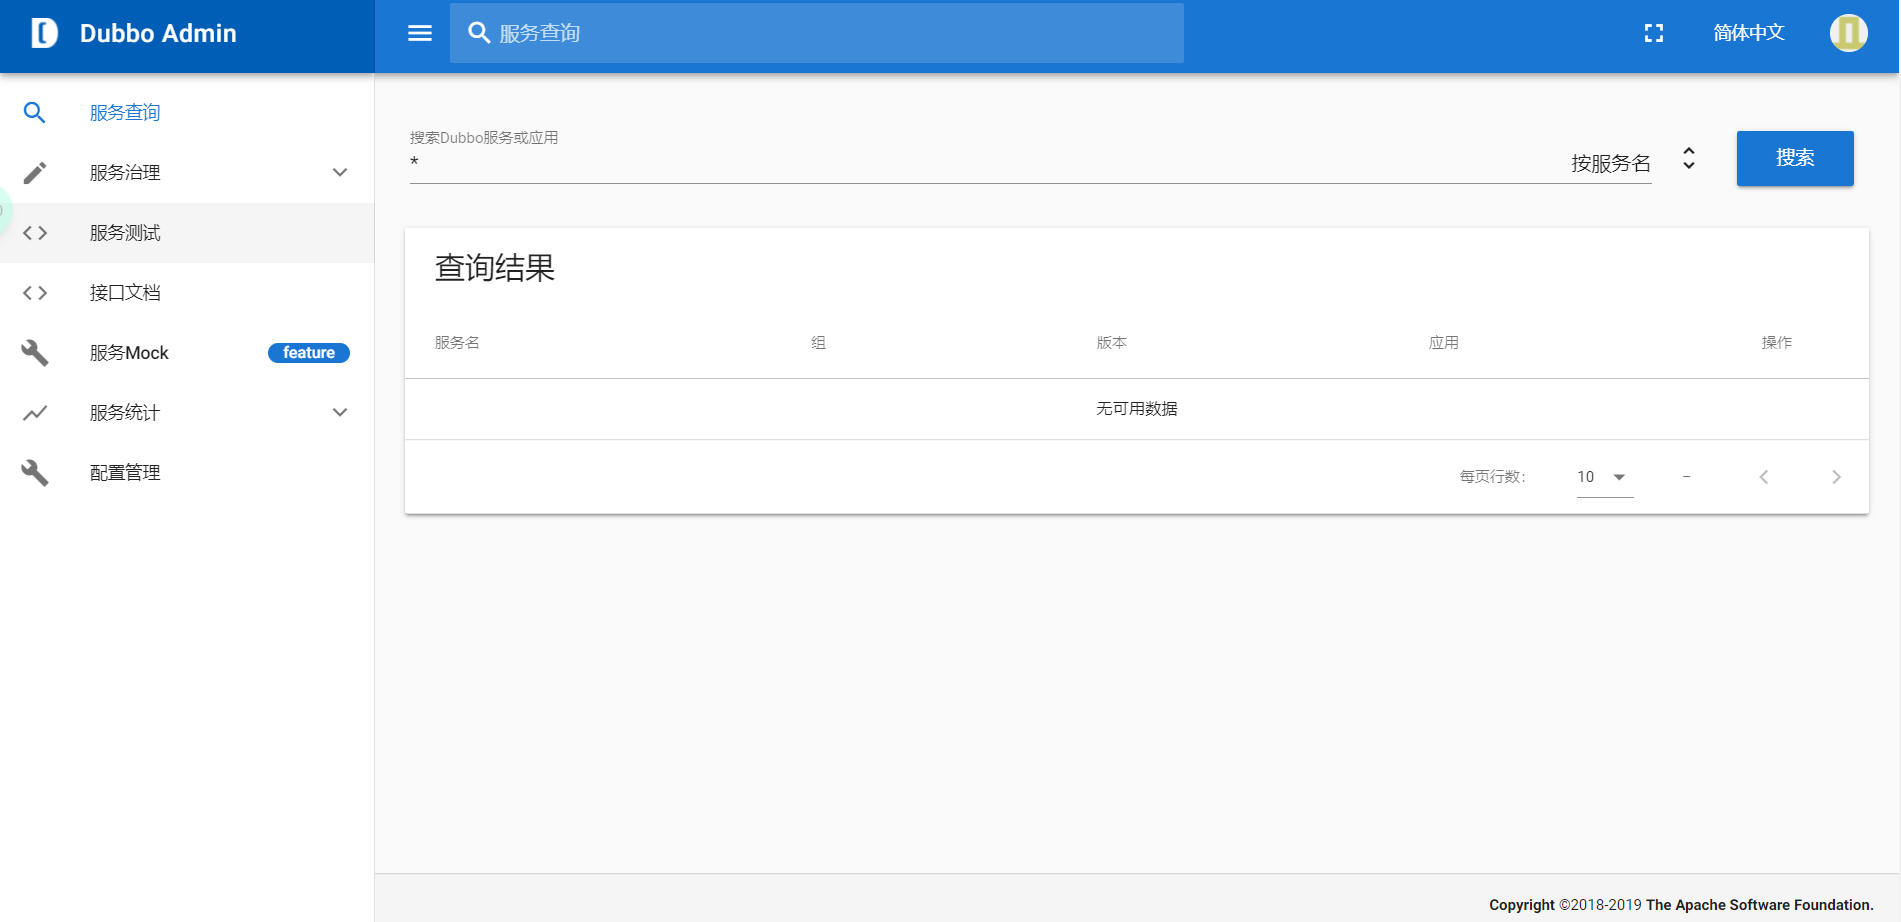 Dubbo Admin
服务查询
简体中文
服务查询
服务治理
服务测试
接口文档
服务Mock feature
服务统计
配置管理
搜索Dubbo服务或应用
*
按服务名
搜索
查询结果
服务名 组 版本 应用 操作
无可用数据
每页行数: 10 –
Copyright ©2018-2019 The Apache Software Foundation.